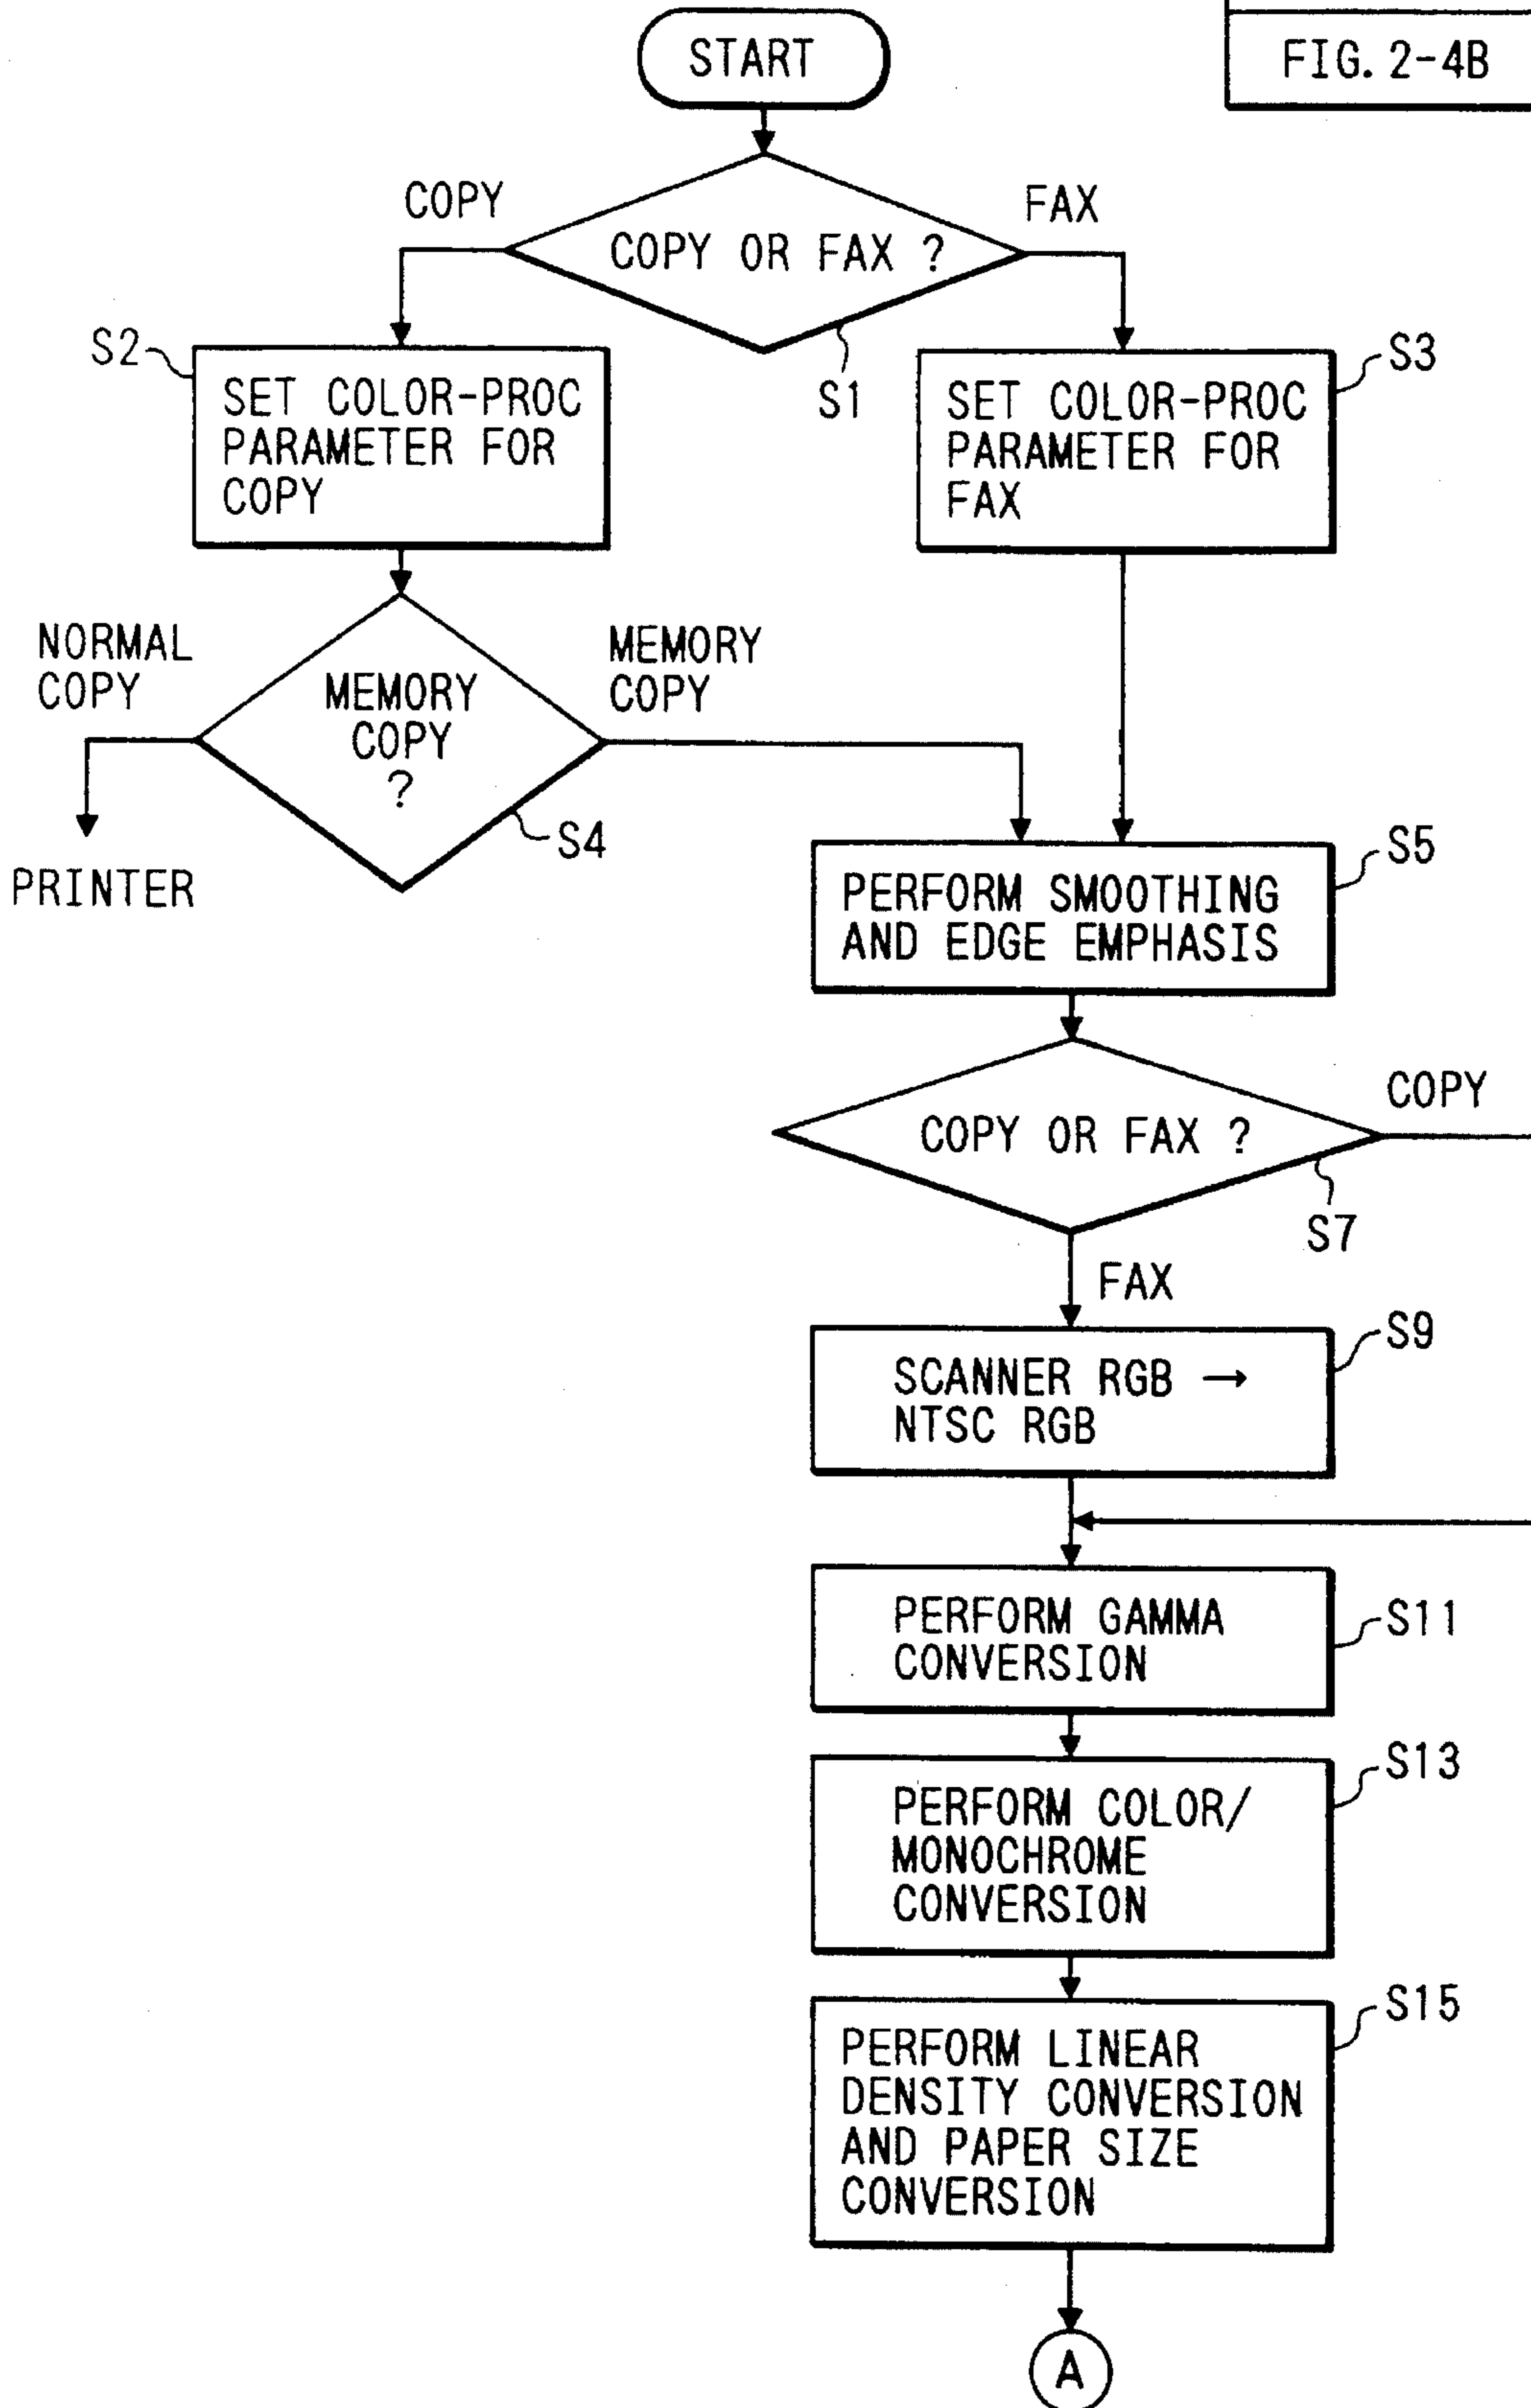 FIG. 2-4B
START
COPY
FAX
COPY OR FAX ?
S1
S2
SET COLOR-PROC
PARAMETER FOR
COPY
S3
SET COLOR-PROC
PARAMETER FOR
FAX
NORMAL
COPY
MEMORY
COPY
?
MEMORY
COPY
S4
PRINTER
S5
PERFORM SMOOTHING
AND EDGE EMPHASIS
COPY OR FAX ?
COPY
S7
FAX
S9
SCANNER RGB →
NTSC RGB
PERFORM GAMMA
CONVERSION
S11
S13
PERFORM COLOR/
MONOCHROME
CONVERSION
S15
PERFORM LINEAR
DENSITY CONVERSION
AND PAPER SIZE
CONVERSION
A